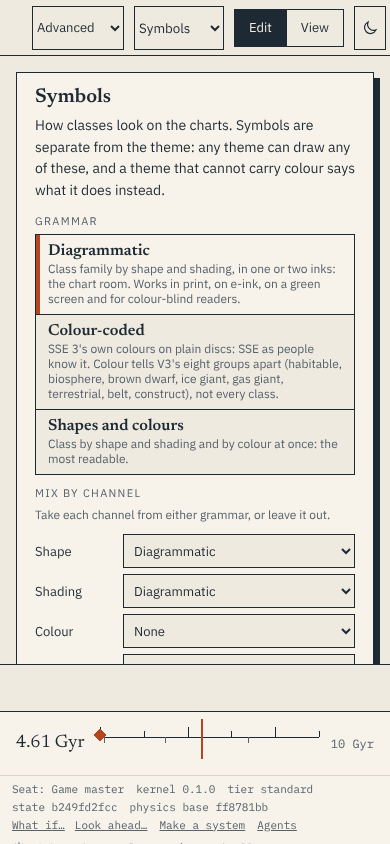 Advanced Symbols Edit View
Symbols
How classes look on the charts. Symbols are
separate from the theme: any theme can draw any
of these, and a theme that cannot carry colour says
what it does instead.
GRAMMAR
Diagrammatic
Class family by shape and shading, in one or two inks:
the chart room. Works in print, on e-ink, on a green
screen and for colour-blind readers.
Colour-coded
SSE 3's own colours on plain discs: SSE as people
know it. Colour tells V3's eight groups apart (habitable,
biosphere, brown dwarf, ice giant, gas giant,
terrestrial, belt, construct), not every class.
Shapes and colours
Class by shape and shading and by colour at once: the
most readable.
MIX BY CHANNEL
Take each channel from either grammar, or leave it out.
Shape Diagrammatic
Shading Diagrammatic
Colour None
4.61 Gyr 10 Gyr
Seat: Game master kernel 0.1.0 tier standard
state b249fd2fcc physics base ff8781bb
What if… Look ahead… Make a system Agents